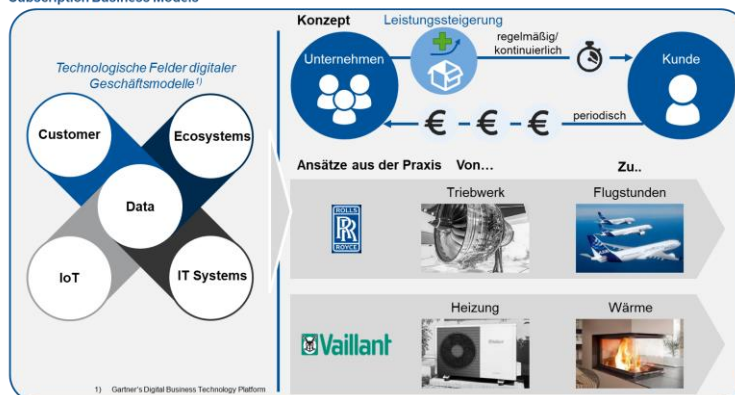 Subscription Business Models
Technologische Felder digitaler
Geschäftsmodelle1)
Customer
Ecosystems
Data
IoT
IT Systems
1) Gartner's Digital Business Technology Platform
Konzept
Leistungssteigerung
Unternehmen
regelmäßig/
kontinuierlich
Kunde
€ € € periodisch
Ansätze aus der Praxis Von… Zu..
ROLLS
RR
ROYCE
Triebwerk
Flugstunden
Vaillant
Heizung
Wärme